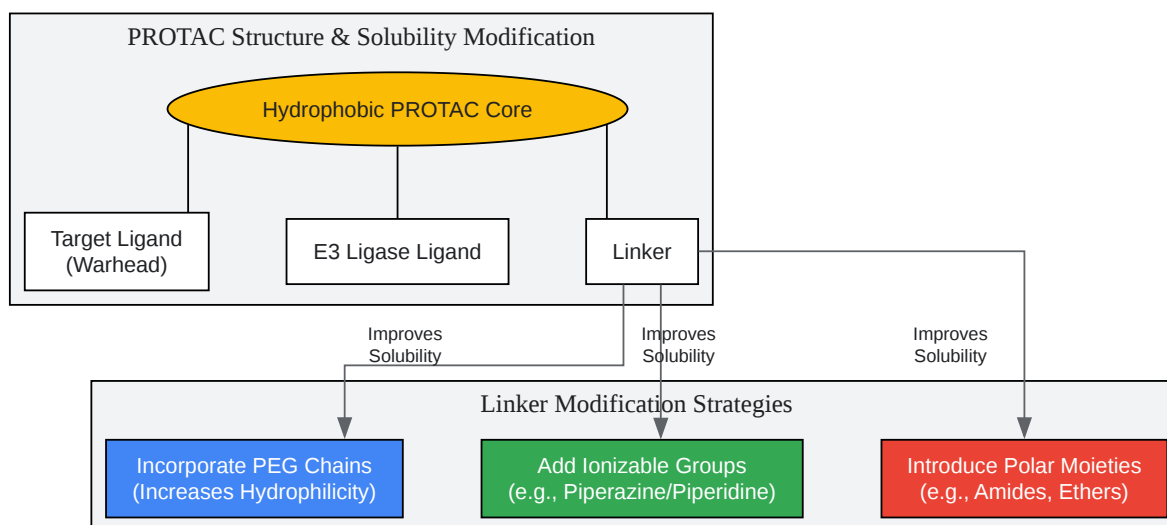 PROTAC Structure & Solubility Modification
Hydrophobic PROTAC Core
Target Ligand
(Warhead)
E3 Ligase Ligand
Linker
Improves
Solubility
Improves
Solubility
Improves
Solubility
Linker Modification Strategies
Incorporate PEG Chains
(Increases Hydrophilicity)
Add Ionizable Groups
(e.g., Piperazine/Piperidine)
Introduce Polar Moieties
(e.g., Amides, Ethers)